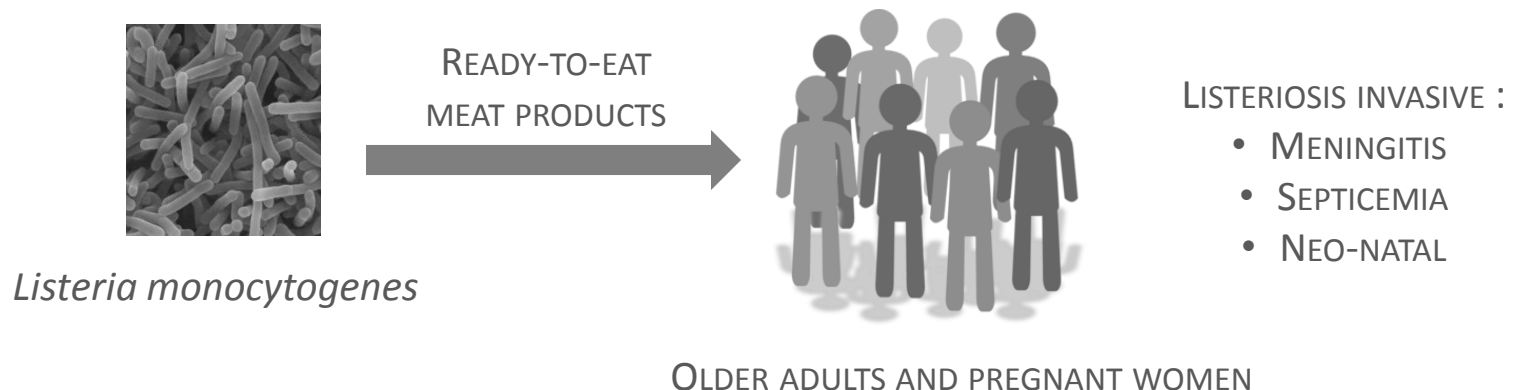 READY-TO-EAT
MEAT PRODUCTS
Listeria monocytogenes
OLDER ADULTS AND PREGNANT WOMEN
LISTERIOSIS INVASIVE :
• MENINGITIS
• SEPTICEMIA
• NEO-NATAL